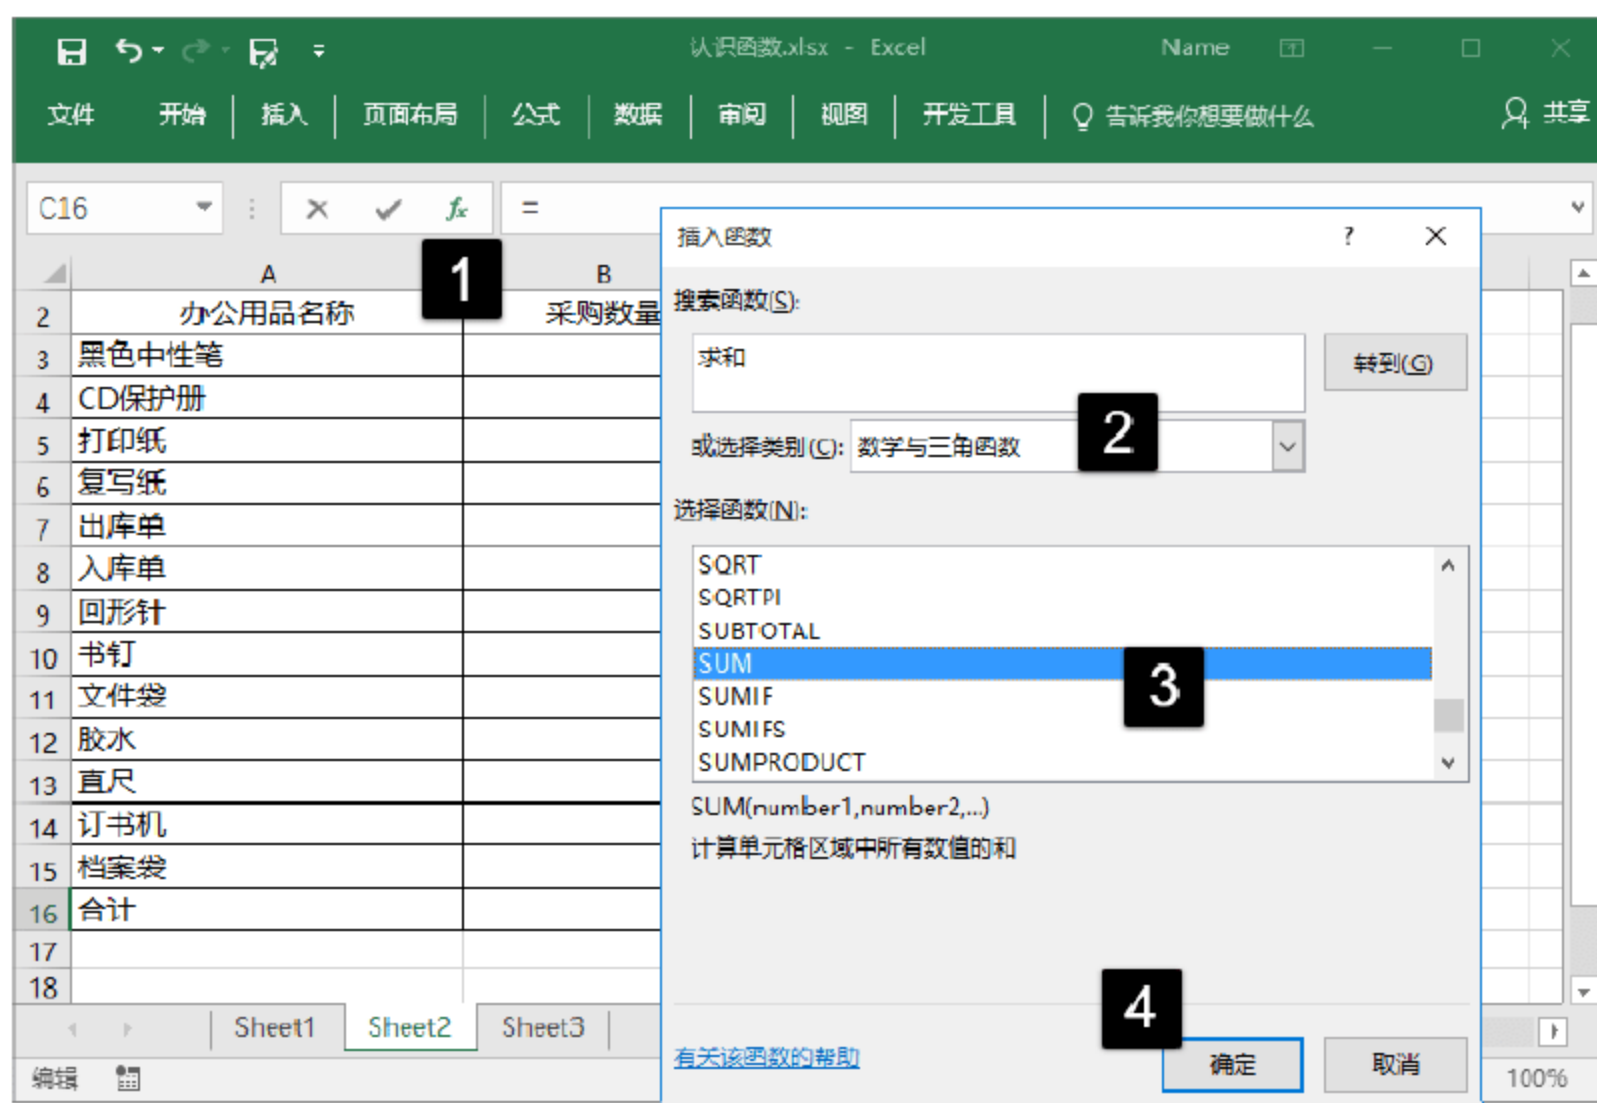 认识函数.xlsx - Excel Name
文件 开始 插入 页面布局 公式 数据 审阅 视图 开发工具 告诉我你想要做什么 共享
C16 fx =
1
插入函数 ?
A B
搜索函数(S):
2 办公用品名称 采购数量
求和 转到(G)
3 黑色中性笔
4 CD保护册
2
或选择类别(C): 数学与三角函数
5 打印纸
6 复写纸
选择函数(N):
7 出库单
8 入库单
9 回形针
10 书钉
11 文件袋
12 胶水
13 直尺
14 订书机
15 档案袋
16 合计
17
18
SQRT
SQRTPI
SUBTOTAL
SUM
3
SUMIF
SUMIFS
SUMPRODUCT
SUM(number1,number2,...)
计算单元格区域中所有数值的和
4
Sheet1 Sheet2 Sheet3
有关该函数的帮助 确定 取消
编辑 100%